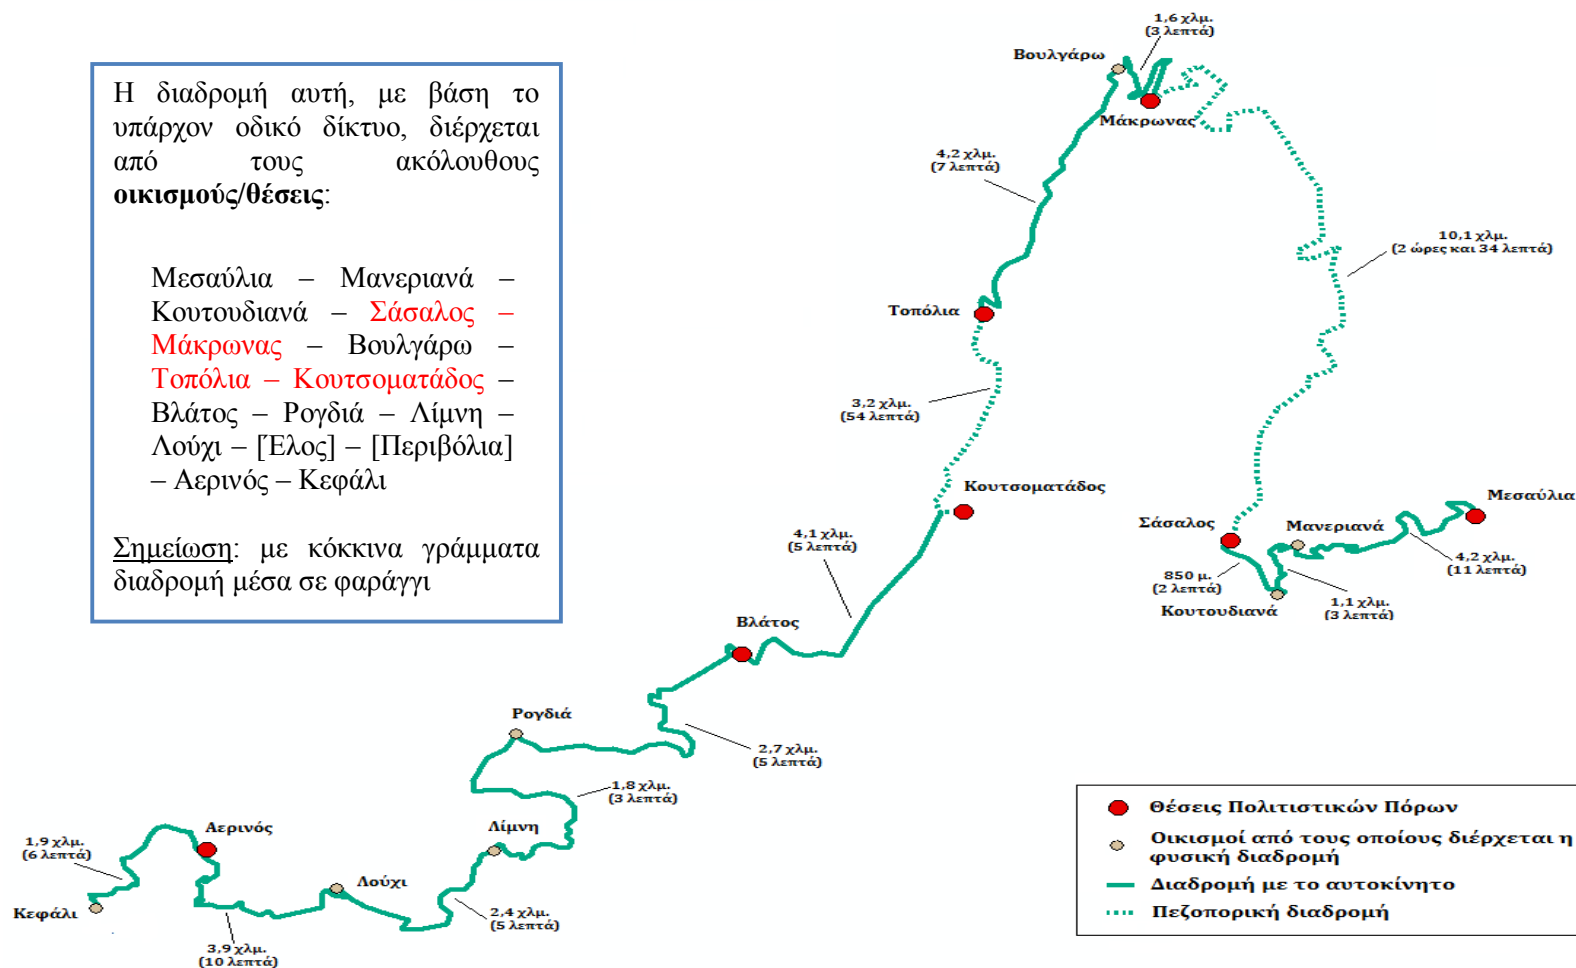 Η διαδρομή αυτή, με βάση το
υπάρχον οδικό δίκτυο, διέρχεται
από τους ακόλουθους
οικισμούς/θέσεις:
Μεσαύλια – Μανεριανά –
Κουτουδιανά – Σάσαλος –
Μάκρωνας – Βουλγάρω –
Τοπόλια – Κουτσοματάδος –
Βλάτος – Ρογδιά – Λίμνη –
Λούχι – [Έλος] – [Περιβόλια]
– Αερινός – Κεφάλι
Σημείωση: με κόκκινα γράμματα
διαδρομή μέσα σε φαράγγι
1,6 χλμ.
(3 λεπτά)
Βουλγάρω
Μάκρωνας
4,2 χλμ.
(7 λεπτά)
10,1 χλμ.
(2 ώρες και 34 λεπτά)
Τοπόλια
3,2 χλμ.
(54 λεπτά)
Κουτσοματάδος
Μεσαύλια
Σάσαλος
Μανεριανά
4,1 χλμ.
(5 λεπτά)
4,2 χλμ.
(11 λεπτά)
850 μ.
(2 λεπτά)
Κουτουδιανά
1,1 χλμ.
(3 λεπτά)
Βλάτος
Ρογδιά
2,7 χλμ.
(5 λεπτά)
1,8 χλμ.
(3 λεπτά)
Αερινός
Λίμνη
1,9 χλμ.
(6 λεπτά)
Λούχι
Κεφάλι
2,4 χλμ.
(5 λεπτά)
3,9 χλμ.
(10 λεπτά)
Θέσεις Πολιτιστικών Πόρων
Οικισμοί από τους οποίους διέρχεται η
φυσική διαδρομή
Διαδρομή με το αυτοκίνητο
Πεζοπορική διαδρομή